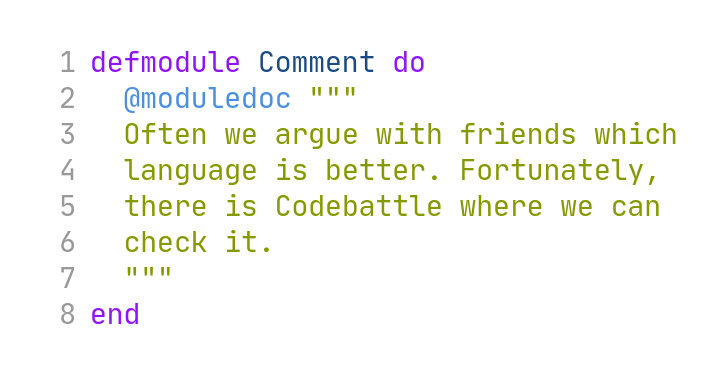 1 defmodule Comment do
2   @moduledoc """
3   Often we argue with friends which
4   language is better. Fortunately,
5   there is Codebattle where we can
6   check it.
7   """
8 end